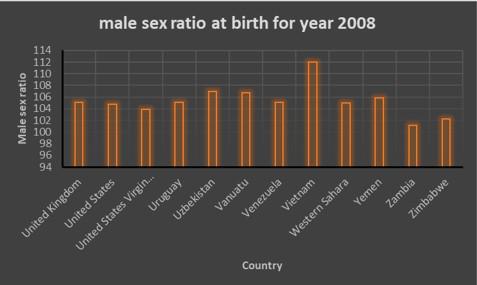 male sex ratio at birth for year 2008
Male sex ratio
114
112
110
108
106
104
102
100
98
96
94
United Kingdom
United States
United States Virgin...
Uruguay
Uzbekistan
Vanuatu
Venezuela
Vietnam
Western Sahara
Yemen
Zambia
Zimbabwe
Country